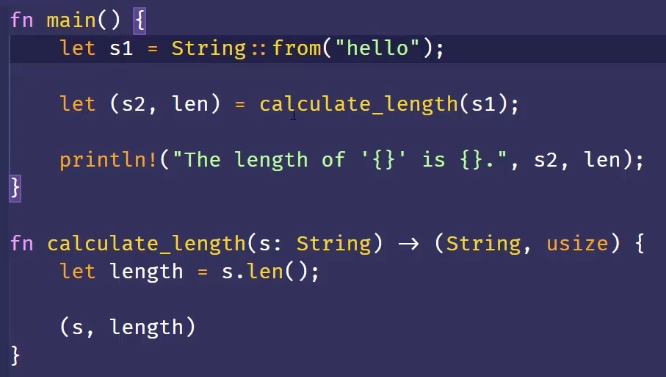 fn main() {
    let s1 = String::from("hello");
    let (s2, len) = calculate_length(s1);
    println!("The length of '{}' is {}.", s2, len);
}
fn calculate_length(s: String) -> (String, usize) {
    let length = s.len();
    (s, length)
}